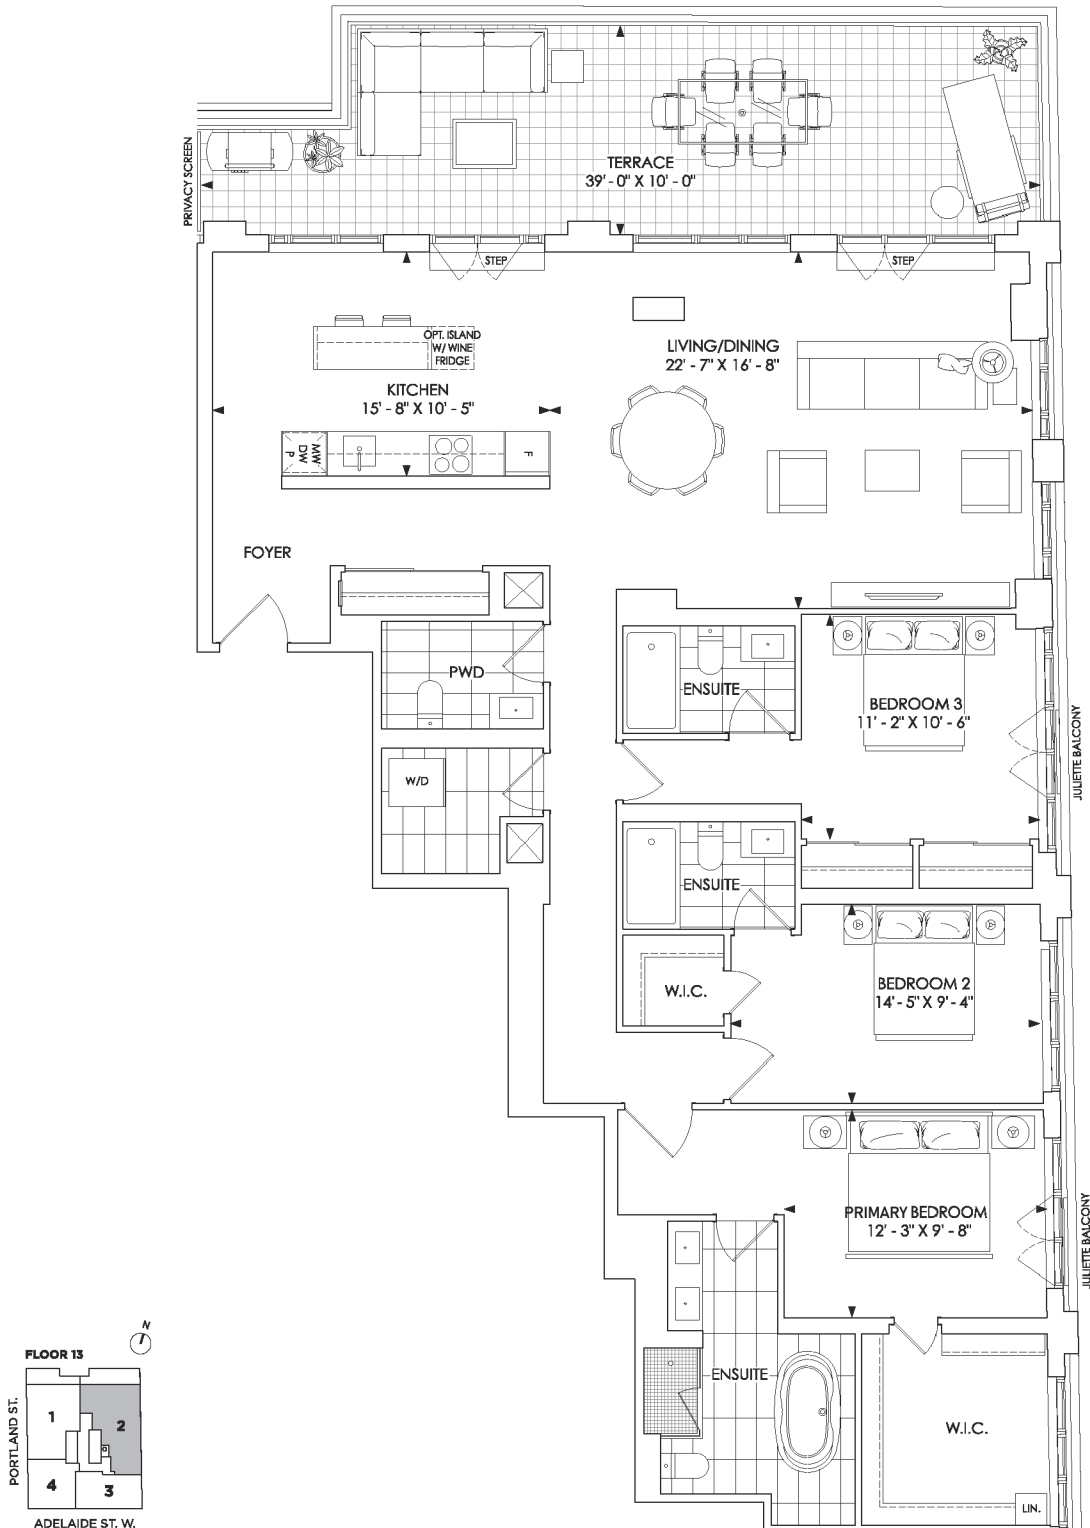 PRIVACY SCREEN
TERRACE
39' - 0" X 10' - 0"
STEP
STEP
OPT. ISLAND
W/ WINE
FRIDGE
LIVING/DINING
22' - 7" X 16' - 8"
KITCHEN
15' - 8" X 10' - 5"
MW
DW
P
F
FOYER
PWD
ENSUITE
BEDROOM 3
11' - 2" X 10' - 6"
JULIETTE BALCONY
W/D
ENSUITE
W.I.C.
BEDROOM 2
14' - 5" X 9' - 4"
PRIMARY BEDROOM
12' - 3" X 9' - 8"
JULIETTE BALCONY
ENSUITE
W.I.C.
LIN.
N
FLOOR 13
PORTLAND ST.
1
2
4
3
ADELAIDE ST. W.